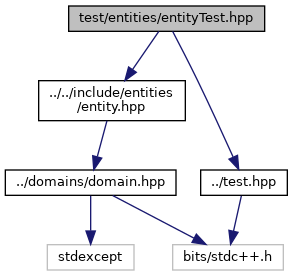 test/entities/entityTest.hpp
../../include/entities
/entity.hpp
../domains/domain.hpp
../test.hpp
stdexcept
bits/stdc++.h